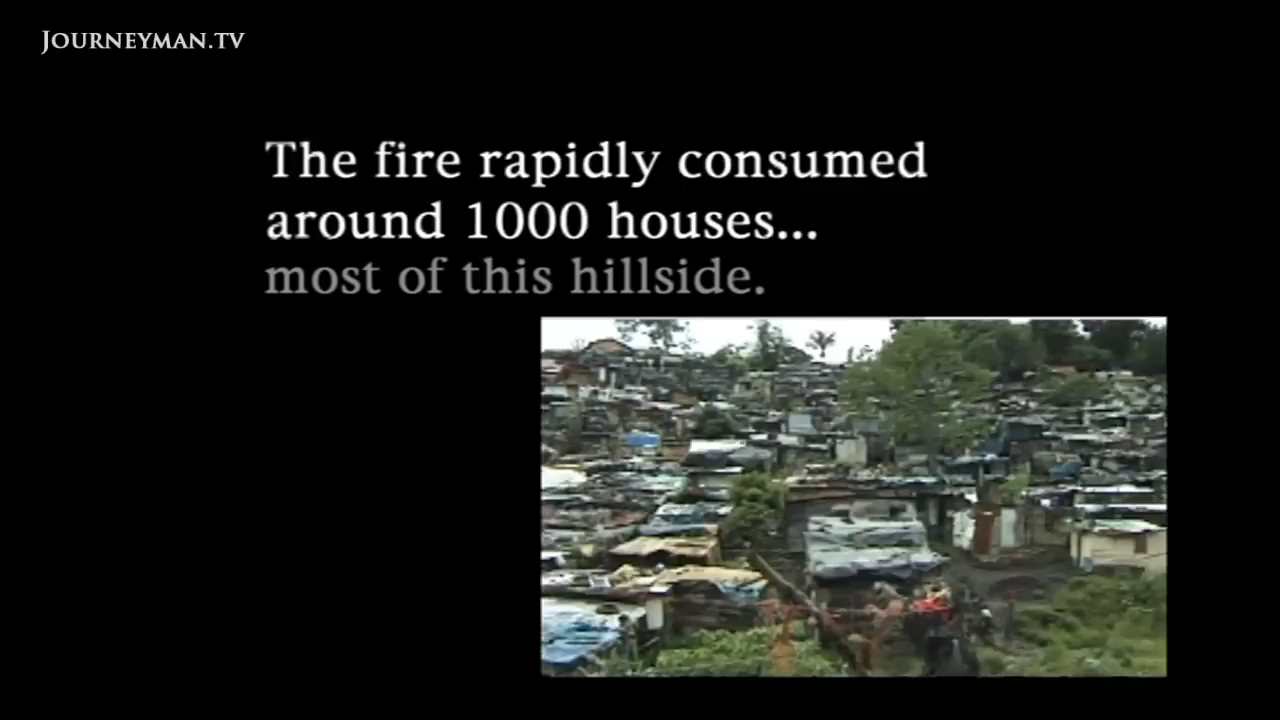 JOURNEYMAN.TV
The fire rapidly consumed
around 1000 houses...
most of this hillside.